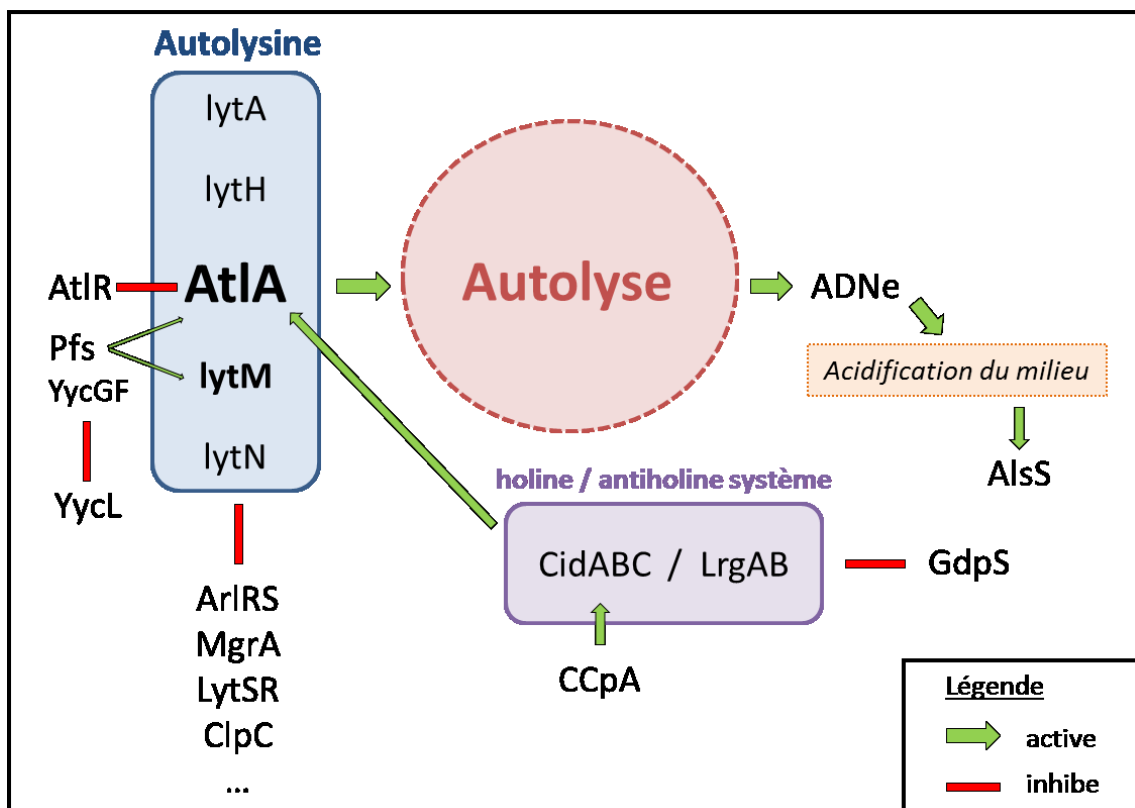 Autolysine
lytA
lytH
AtlA
lytM
lytN
AtlR
Pfs
YycGF
YycL
ArlRS
MgrA
LytSR
ClpC
...
Autolyse
ADNe
Acidification du milieu
AlsS
holine / antiholine système
CidABC / LrgAB
GdpS
CCpA
Légende
active
inhibe